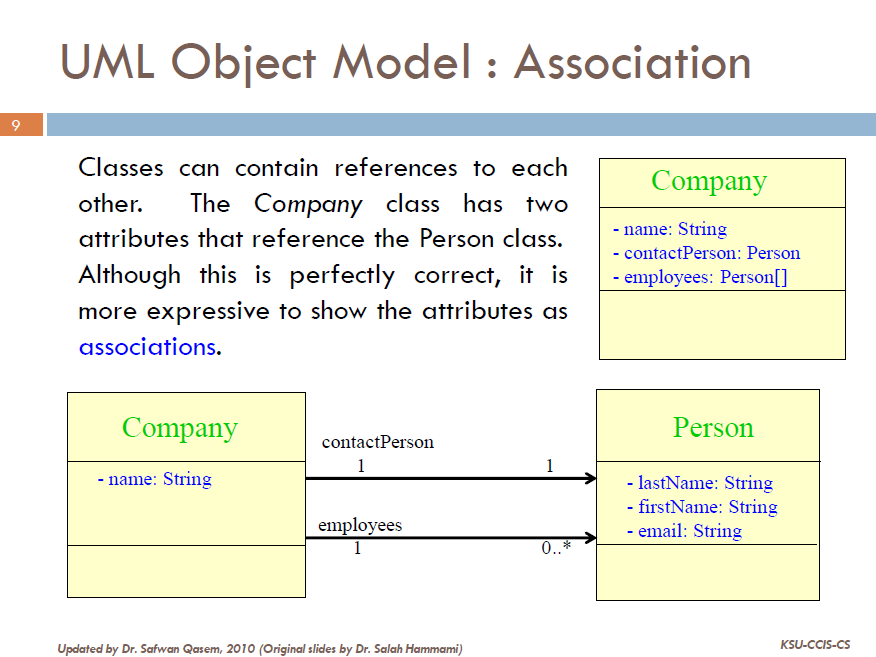 UML Object Model : Association
9
Classes can contain references to each
other. The Company class has two
attributes that reference the Person class.
Although this is perfectly correct, it is
more expressive to show the attributes as
associations.
Company
- name: String
- contactPerson: Person
- employees: Person[]
Company
- name: String
contactPerson
1 1
employees
1 0..*
Person
- lastName: String
- firstName: String
- email: String
Updated by Dr. Safwan Qasem, 2010 (Original slides by Dr. Salah Hammami)
KSU-CCIS-CS